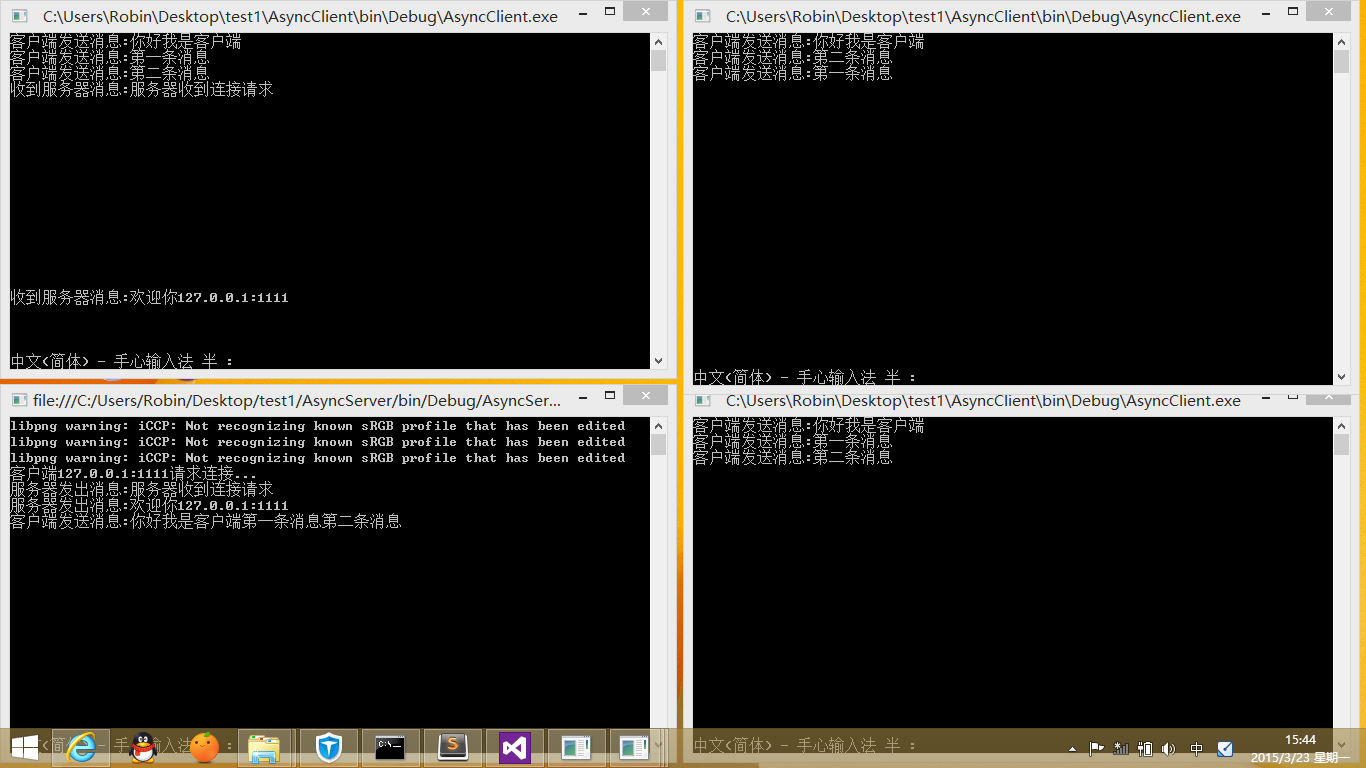 C:\Users\Robin\Desktop\test1\AsyncClient\bin\Debug\AsyncClient.exe
客户端发送消息:你好我是客户端
客户端发送消息:第一条消息
客户端发送消息:第二条消息
收到服务器消息:服务器收到连接请求
收到服务器消息:欢迎你127.0.0.1:1111
中文(简体) - 手心输入法 半 :
C:\Users\Robin\Desktop\test1\AsyncClient\bin\Debug\AsyncClient.exe
客户端发送消息:你好我是客户端
客户端发送消息:第二条消息
客户端发送消息:第一条消息
中文(简体) - 手心输入法 半 :
file:///C:/Users/Robin/Desktop/test1/AsyncServer/bin/Debug/AsyncSer...
libpng warning: iCCP: Not recognizing known sRGB profile that has been edited
libpng warning: iCCP: Not recognizing known sRGB profile that has been edited
libpng warning: iCCP: Not recognizing known sRGB profile that has been edited
客户端127.0.0.1:1111请求连接...
服务器发出消息:服务器收到连接请求
服务器发出消息:欢迎你127.0.0.1:1111
客户端发送消息:你好我是客户端第一条消息第二条消息
C:\Users\Robin\Desktop\test1\AsyncClient\bin\Debug\AsyncClient.exe
客户端发送消息:你好我是客户端
客户端发送消息:第一条消息
客户端发送消息:第二条消息
中文(简体) - 手心输入法 半 :
中
15:44
2015/3/23 星期一